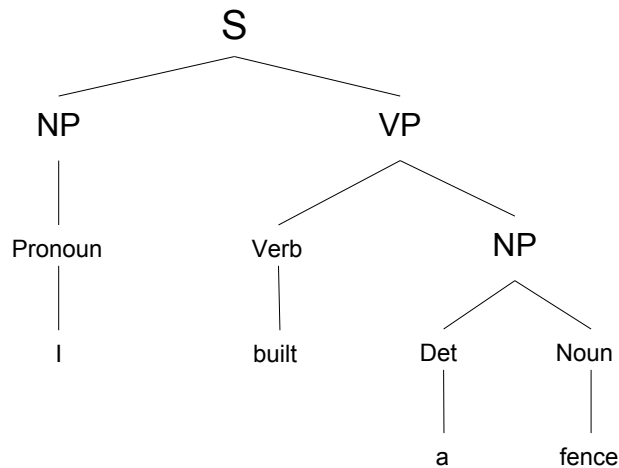 S
NP VP
Pronoun Verb NP
I built Det Noun
a fence